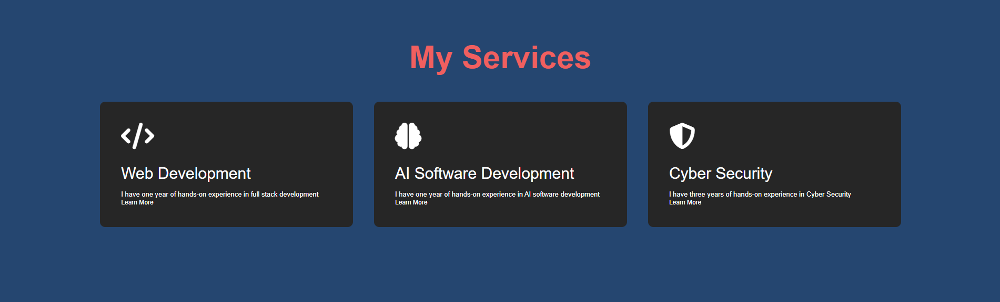 My Services
Web Development
I have one year of hands-on experience in full stack development
Learn More
AI Software Development
I have one year of hands-on experience in AI software development
Learn More
Cyber Security
I have three years of hands-on experience in Cyber Security
Learn More